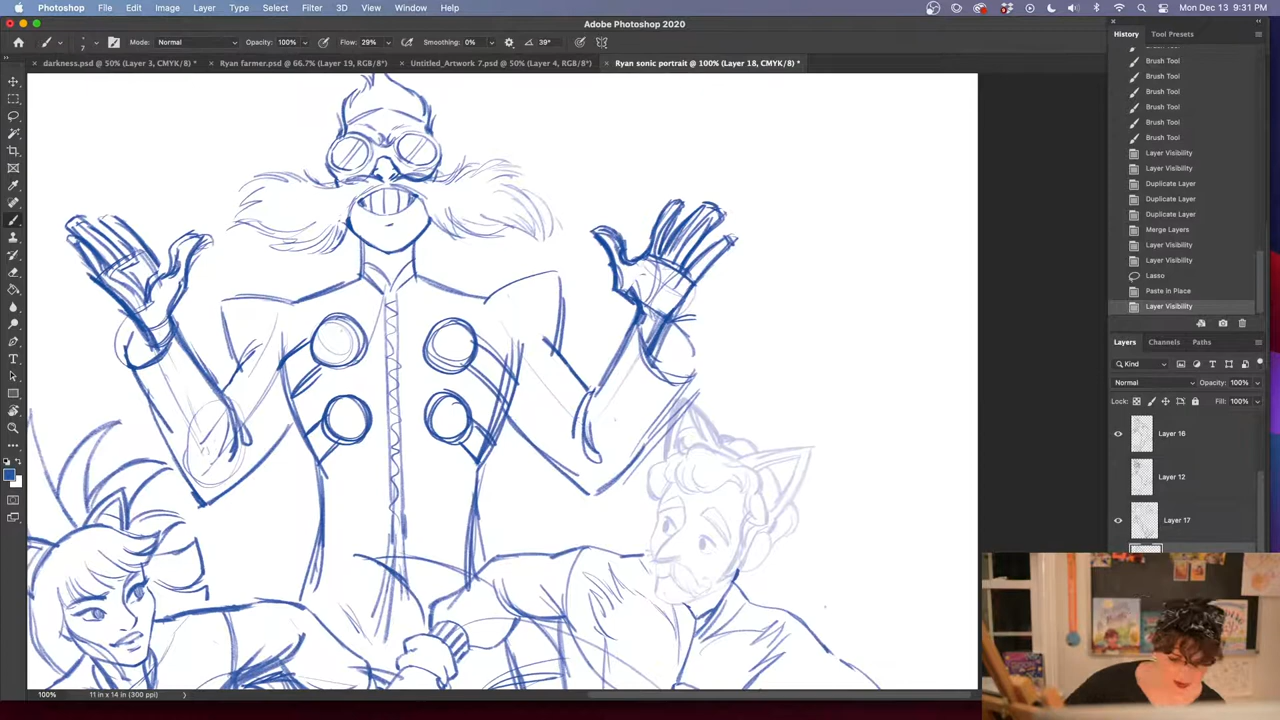 Photoshop File Edit Image Layer Type Select Filter 3D View Window Help
Mon Dec 13 9:31 PM
Adobe Photoshop 2020
Mode: Normal Opacity: 100% Flow: 29% Smoothing: 0% 39°
7
darkness.psd @ 50% (Layer 3, CMYK/8) *
Ryan farmer.psd @ 66.7% (Layer 19, RGB/8*)
Untitled_Artwork 7.psd @ 50% (Layer 4, RGB/8*)
Ryan sonic portrait @ 100% (Layer 18, CMYK/8) *
History Tool Presets
Brush Tool
Brush Tool
Brush Tool
Brush Tool
Brush Tool
Brush Tool
Brush Tool
Layer Visibility
Layer Visibility
Duplicate Layer
Duplicate Layer
Duplicate Layer
Merge Layers
Layer Visibility
Layer Visibility
Lasso
Paste In Place
Layer Visibility
Layers Channels Paths
Kind
Normal Opacity: 100%
Lock: Fill: 100%
Layer 16
Layer 12
Layer 17
100% 11 in x 14 in (300 ppi)